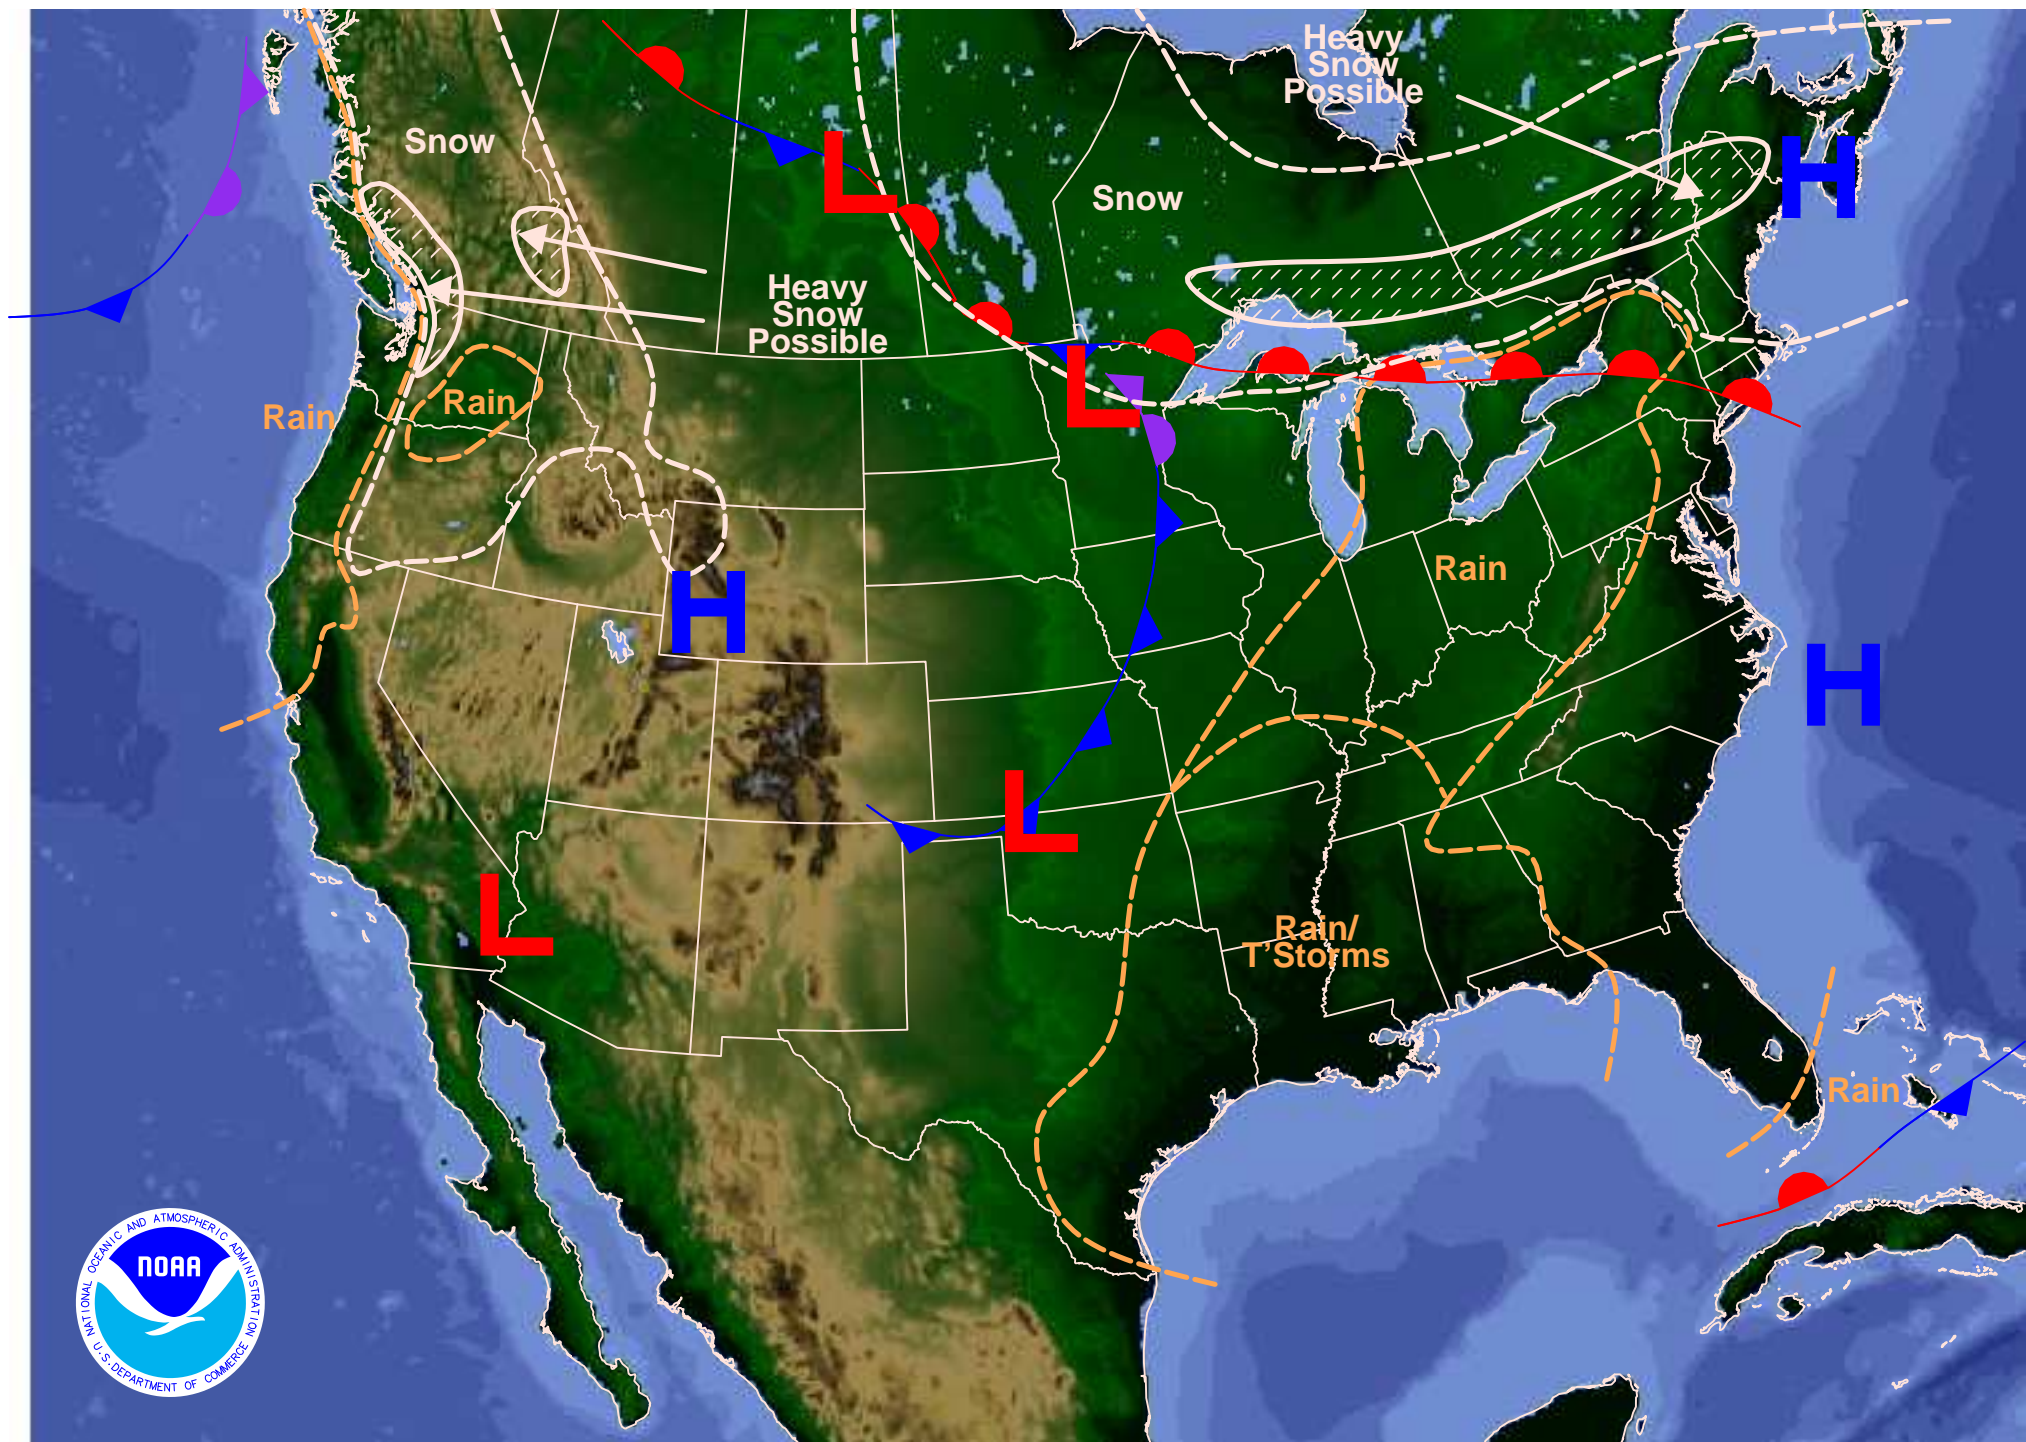 Heavy
Snow
Possible
Snow
Snow
H
L
Heavy
Snow
Possible
L
Rain
Rain
Rain
H
H
L
L
Rain/
T'Storms
Rain
NATIONAL OCEANIC AND ATMOSPHERIC ADMINISTRATION
NOAA
U.S. DEPARTMENT OF COMMERCE